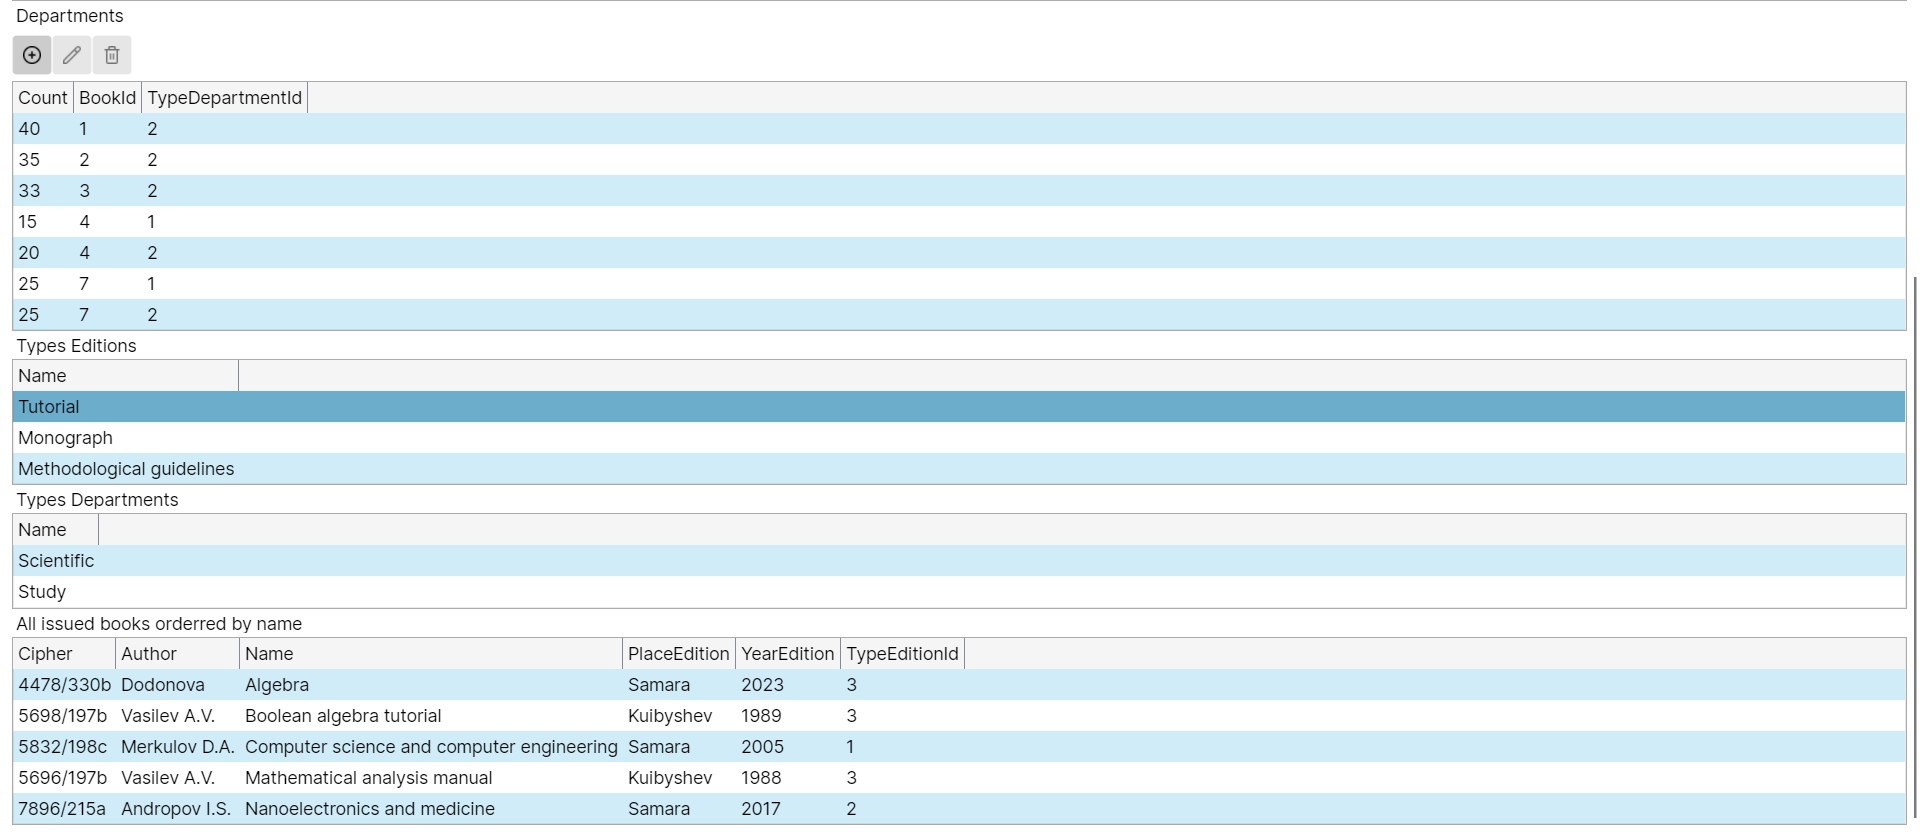 Departments
Count BookId TypeDepartmentId
40 1 2
35 2 2
33 3 2
15 4 1
20 4 2
25 7 1
25 7 2
Types Editions
Name
Tutorial
Monograph
Methodological guidelines
Types Departments
Name
Scientific
Study
All issued books orderred by name
Cipher Author Name PlaceEdition YearEdition TypeEditionId
4478/330b Dodonova Algebra Samara 2023 3
5698/197b Vasilev A.V. Boolean algebra tutorial Kuibyshev 1989 3
5832/198c Merkulov D.A. Computer science and computer engineering Samara 2005 1
5696/197b Vasilev A.V. Mathematical analysis manual Kuibyshev 1988 3
7896/215a Andropov I.S. Nanoelectronics and medicine Samara 2017 2